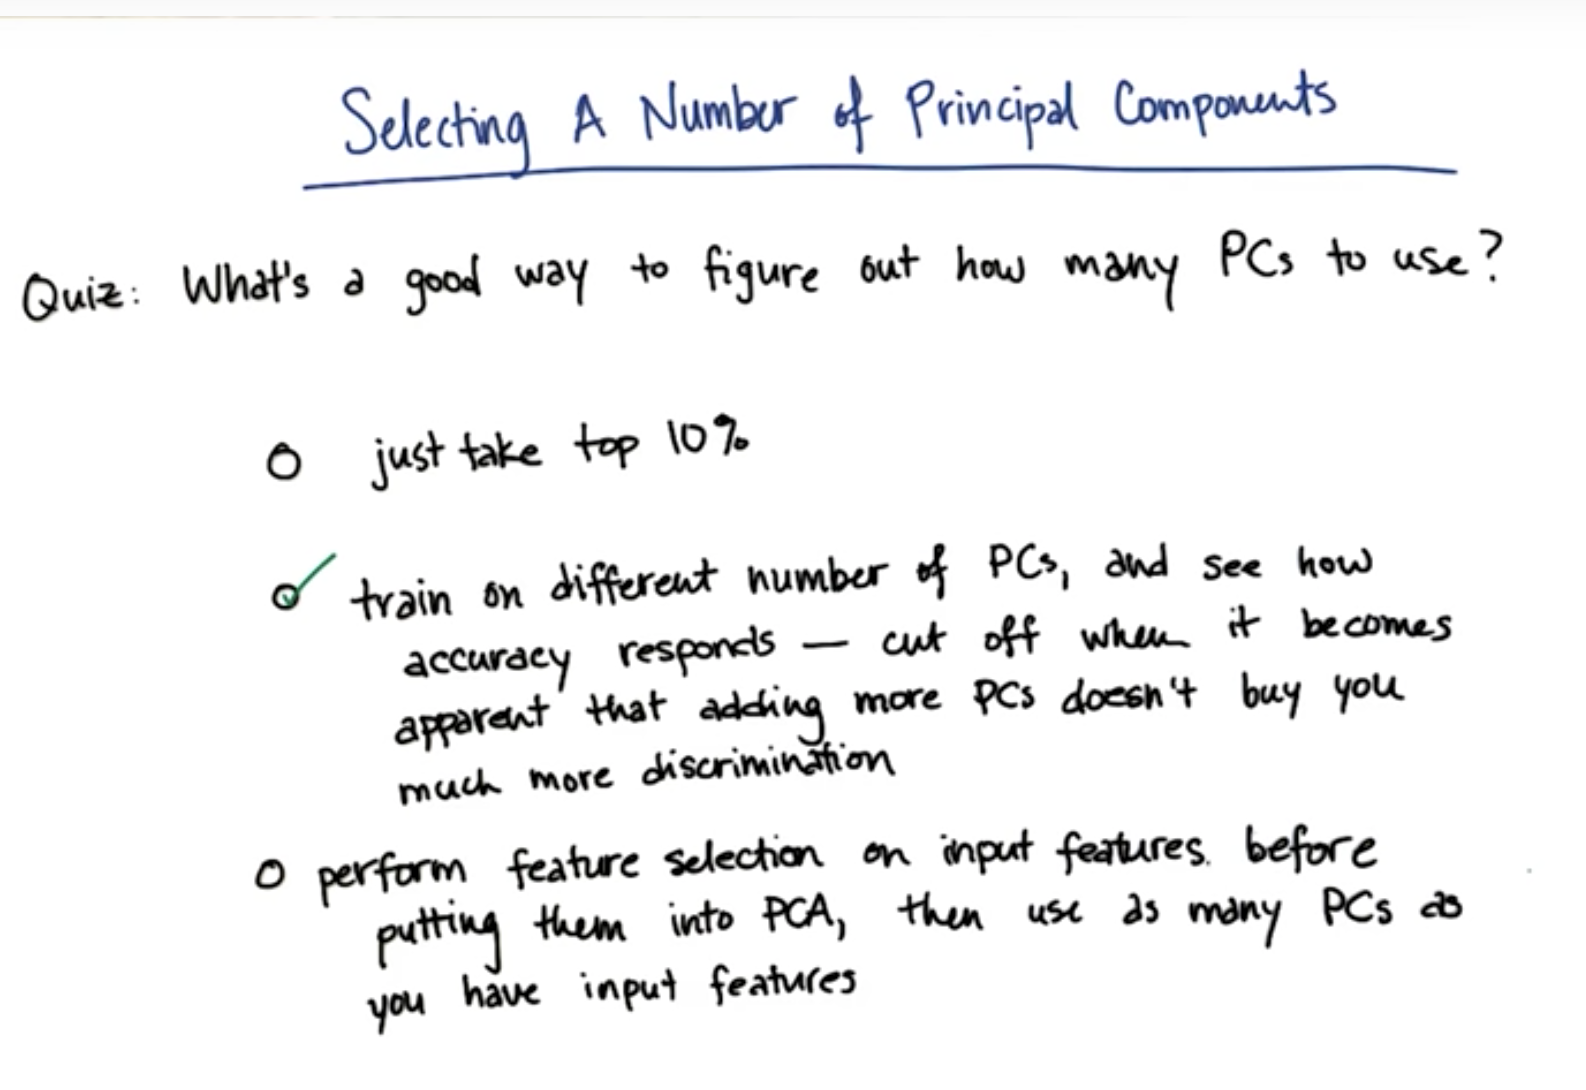 Selecting A Number of Principal Components
Quiz: What's a good way to figure out how many PCs to use?
just take top 10%
train on different number of PCs, and see how
accuracy responds — cut off when it becomes
apparent that adding more PCs doesn't buy you
much more discrimination
perform feature selection on input features. before
putting them into PCA, then use as many PCs as
you have input features